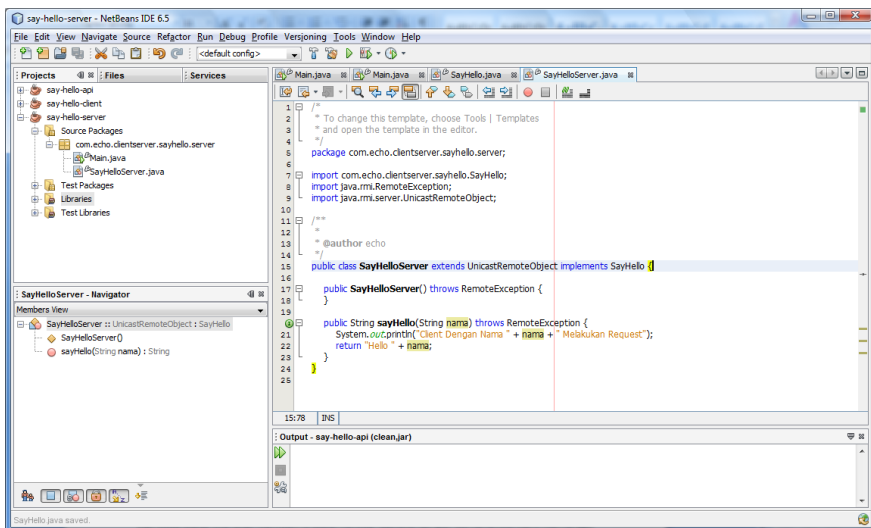 say-hello-server - NetBeans IDE 6.5
File Edit View Navigate Source Refactor Run Debug Profile Versioning Tools Window Help
<default config>
Projects Files Services
say-hello-api
say-hello-client
say-hello-server
Source Packages
com.echo.clientserver.sayhello.server
Main.java
SayHelloServer.java
Test Packages
Libraries
Test Libraries
SayHelloServer - Navigator
Members View
SayHelloServer :: UnicastRemoteObject : SayHello
SayHelloServer()
sayHello(String nama) : String
Main.java Main.java SayHello.java SayHelloServer.java
1 /*
2 * To change this template, choose Tools | Templates
3 * and open the template in the editor.
4 */
5 package com.echo.clientserver.sayhello.server;
6
7 import com.echo.clientserver.sayhello.SayHello;
8 import java.rmi.RemoteException;
9 import java.rmi.server.UnicastRemoteObject;
10
11 /**
12 *
13 * @author echo
14 */
15 public class SayHelloServer extends UnicastRemoteObject implements SayHello {
16
17 public SayHelloServer() throws RemoteException {
18 }
19
public String sayHello(String nama) throws RemoteException {
21 System.out.println("Client Dengan Nama " + nama + " Melakukan Request");
22 return "Hello " + nama;
23 }
24 }
25
15:78 INS
Output - say-hello-api (clean,jar)
SayHello.java saved.